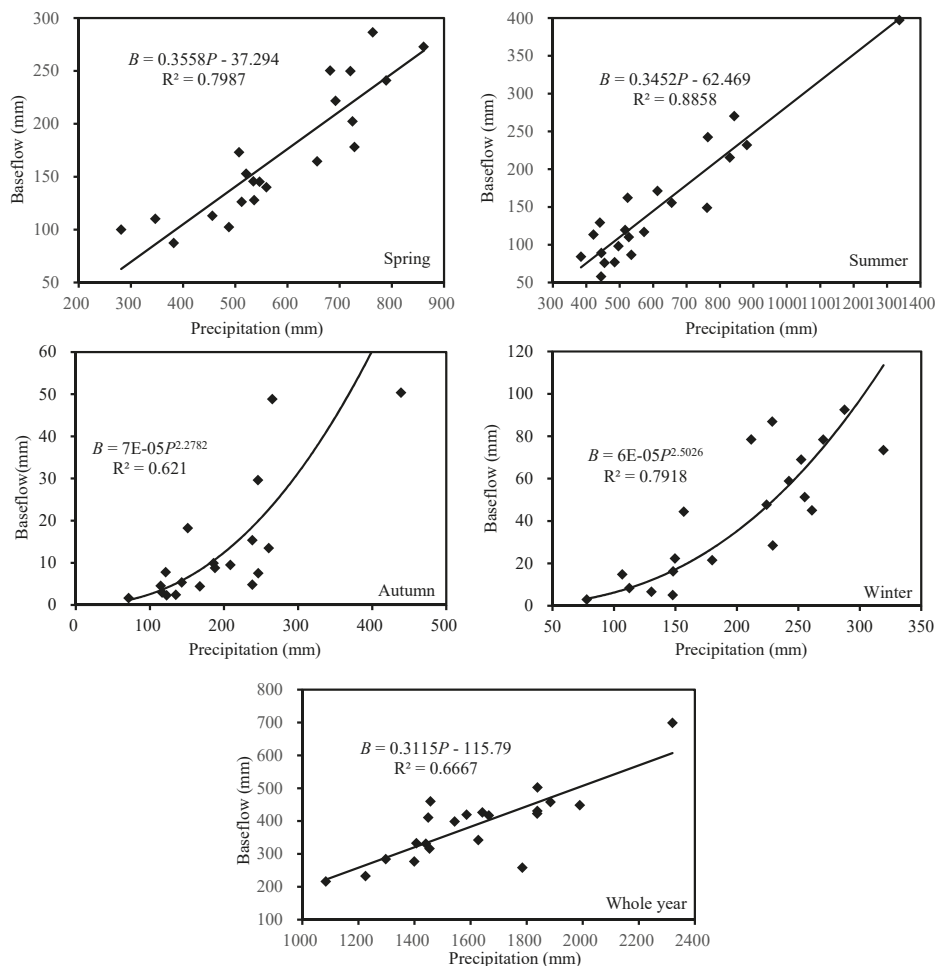 300
250
200
150
100
50
B = 0.3558P - 37.294
R² = 0.7987
Baseflow (mm)
Spring
200 300 400 500 600 700 800 900
Precipitation (mm)
400
350
300
250
200
150
100
50
B = 0.3452P - 62.469
R² = 0.8858
Baseflow (mm)
Summer
300 400 500 600 700 800 900 1000 1100 1200 1300 1400
Precipitation (mm)
60
50
40
30
20
10
0
B = 7E-05P^2.2782
R² = 0.621
Baseflow(mm)
Autumn
0 100 200 300 400 500
Precipitation (mm)
120
100
80
60
40
20
0
B = 6E-05P^2.5026
R² = 0.7918
Baseflow (mm)
Winter
50 100 150 200 250 300 350
Precipitation (mm)
800
700
600
500
400
300
200
100
B = 0.3115P - 115.79
R² = 0.6667
Baseflow (mm)
Whole year
1000 1200 1400 1600 1800 2000 2200 2400
Precipitation (mm)